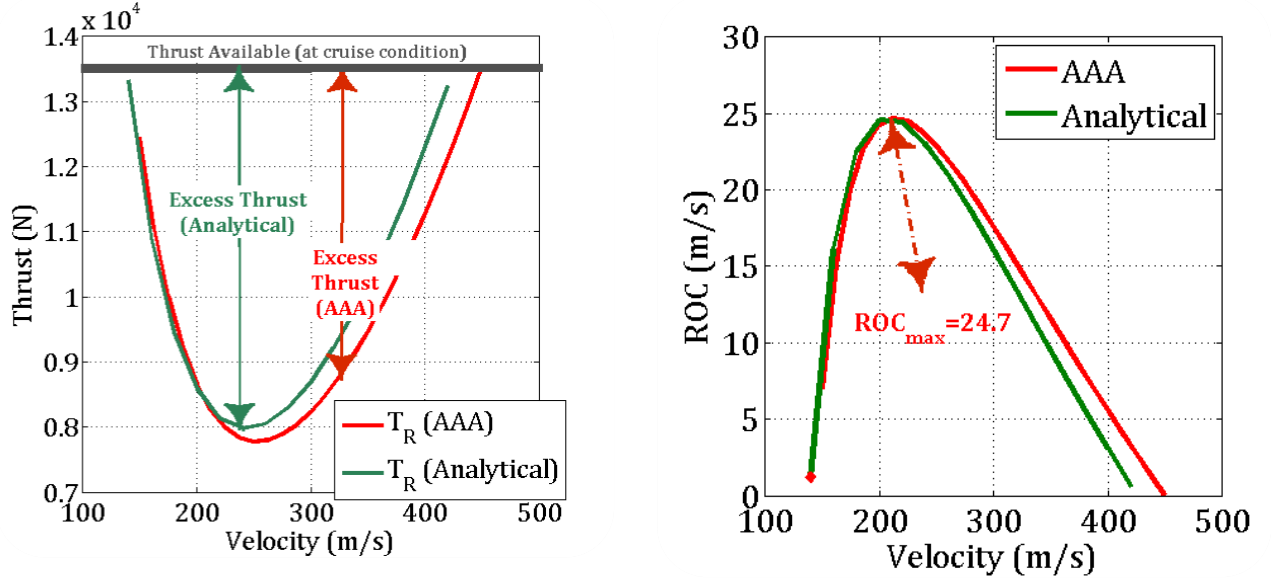 x 10⁴
1.4
1.3
1.2
1.1
1
0.9
0.8
0.7
Thrust (N)
Thrust Available (at cruise condition)
Excess Thrust
(Analytical)
Excess
Thrust
(AAA)
T_R (AAA)
T_R (Analytical)
100 200 300 400 500
Velocity (m/s)
30
25
20
15
10
5
0
ROC (m/s)
AAA
Analytical
ROC_max=24.7
100 200 300 400 500
Velocity (m/s)